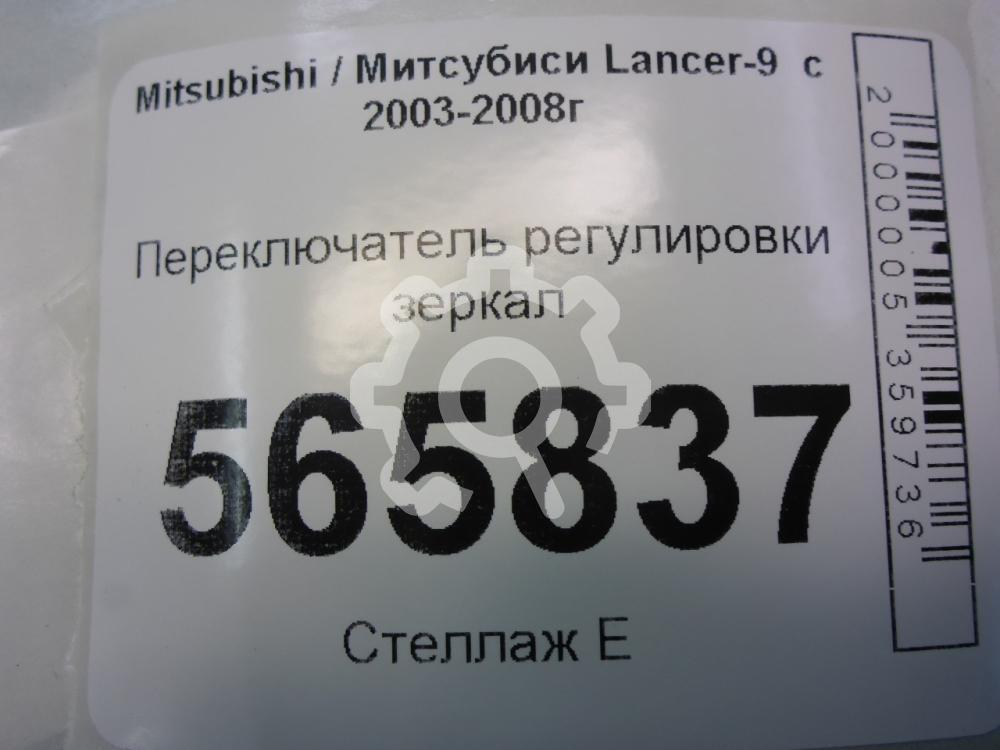 Mitsubishi / Митсубиси Lancer-9 с
2003-2008г
Переключатель регулировки
зеркал
565837
Стеллаж Е
2000005359736